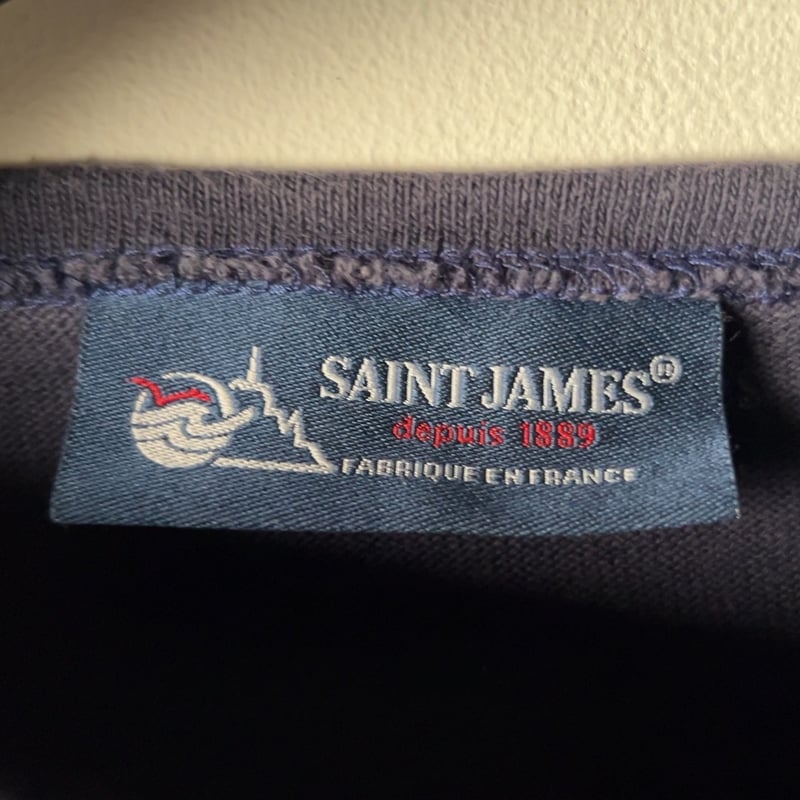 SAINT JAMES®
depuis 1889
FABRIQUE EN FRANCE